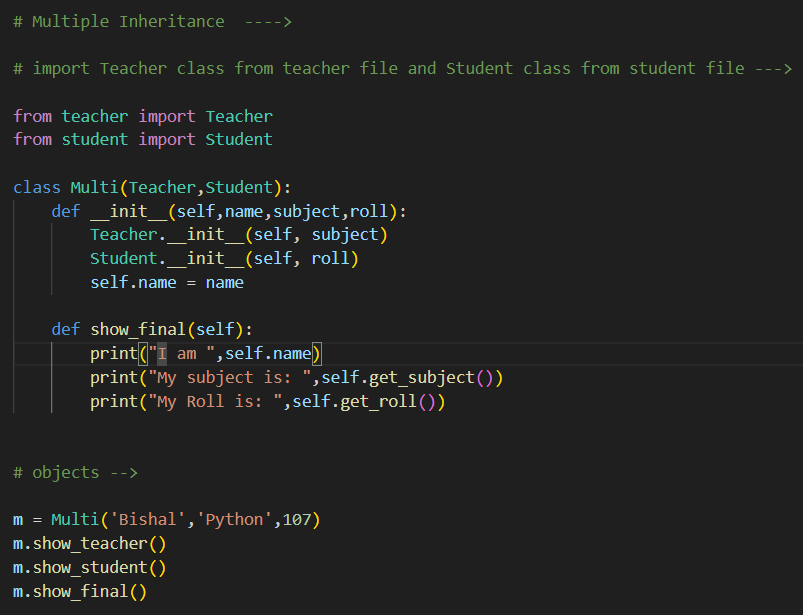 # Multiple Inheritance  ---->
# import Teacher class from teacher file and Student class from student file --->
from teacher import Teacher
from student import Student
class Multi(Teacher,Student):
    def __init__(self,name,subject,roll):
        Teacher.__init__(self, subject)
        Student.__init__(self, roll)
        self.name = name
    def show_final(self):
        print("I am ",self.name)
        print("My subject is: ",self.get_subject())
        print("My Roll is: ",self.get_roll())
# objects -->
m = Multi('Bishal','Python',107)
m.show_teacher()
m.show_student()
m.show_final()